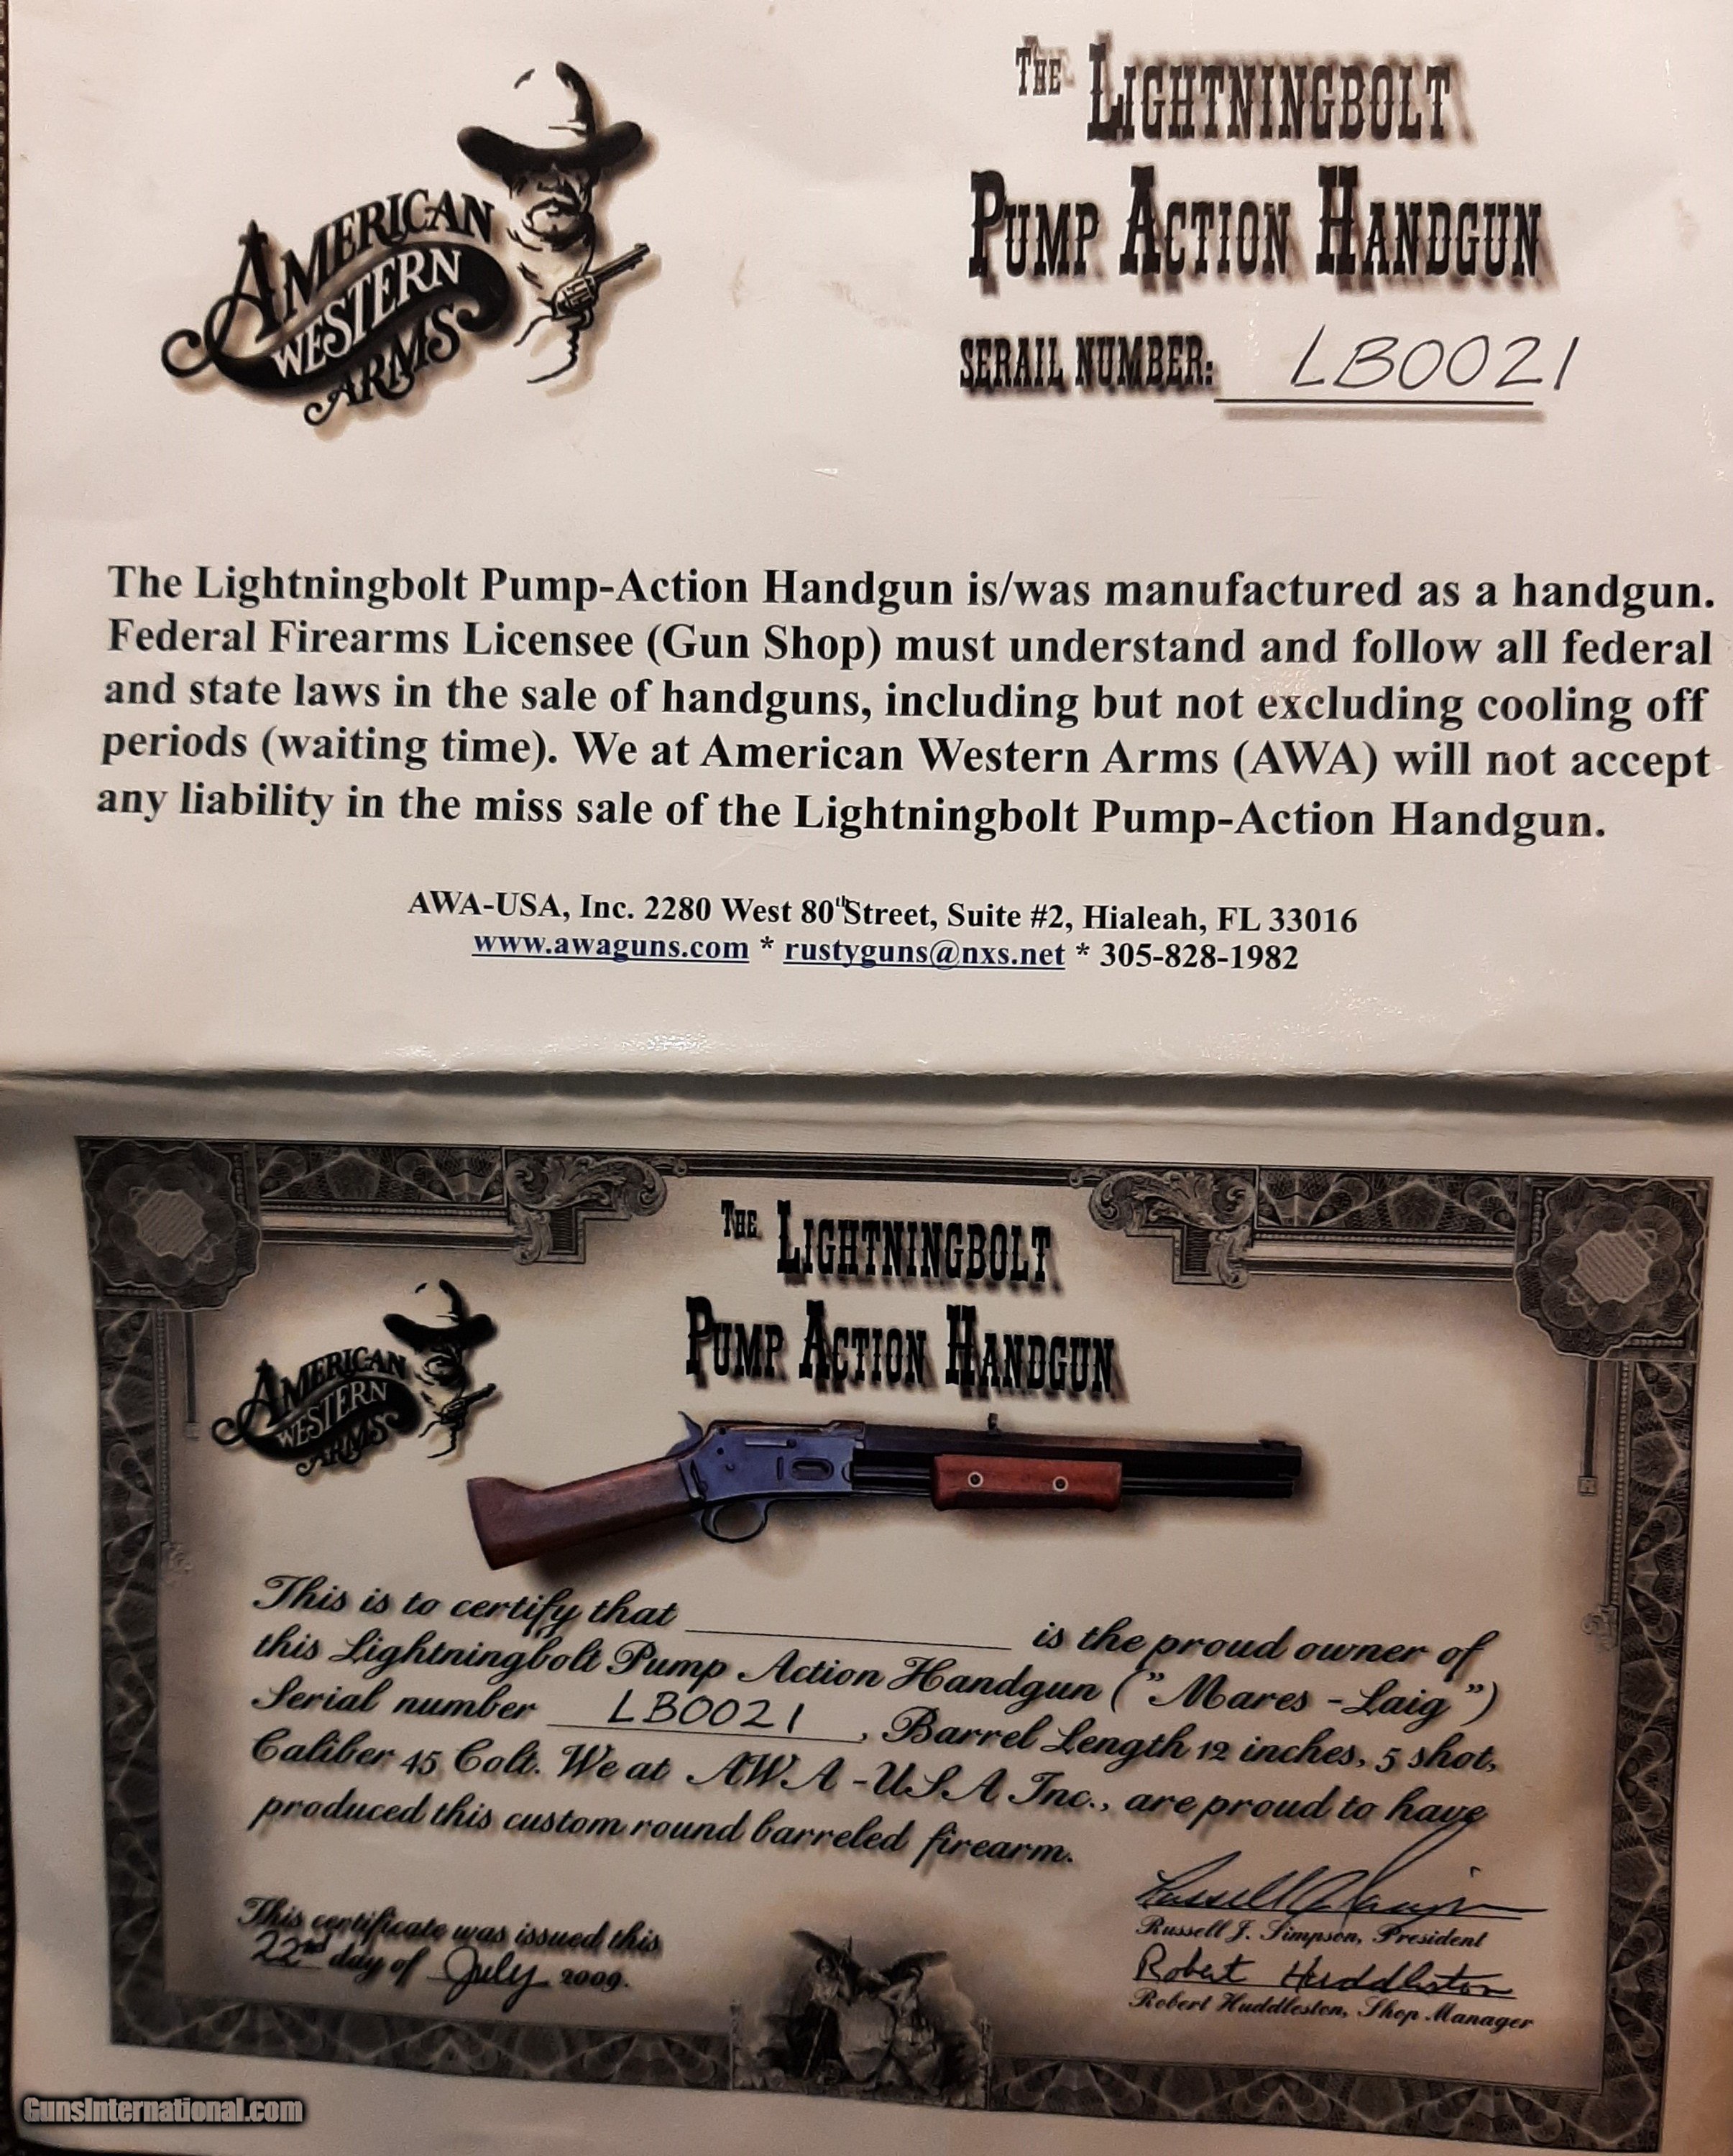 AMERICAN
WESTERN
ARMS
THE LIGHTNINGBOLT
PUMP ACTION HANDGUN
SERAIL NUMBER: LB0021
The Lightningbolt Pump-Action Handgun is/was manufactured as a handgun.
Federal Firearms Licensee (Gun Shop) must understand and follow all federal
and state laws in the sale of handguns, including but not excluding cooling off
periods (waiting time). We at American Western Arms (AWA) will not accept
any liability in the miss sale of the Lightningbolt Pump-Action Handgun.
AWA-USA, Inc. 2280 West 80th Street, Suite #2, Hialeah, FL 33016
www.awaguns.com * rustyguns@nxs.net * 305-828-1982
THE LIGHTNINGBOLT
PUMP ACTION HANDGUN
AMERICAN
WESTERN
ARMS
This is to certify that ____________ is the proud owner of
this Lightningbolt Pump Action Handgun ("Mares-Laig")
Serial number LB0021, Barrel Length 12 inches, 5 shot,
Caliber 45 Colt. We at AWA-USA Inc., are proud to have
produced this custom round barreled firearm.
This certificate was issued this
22nd day of July 2009.
Russell J. Simpson, President
Robert Huddleston
Robert Huddleston, Shop Manager
GunsInternational.com